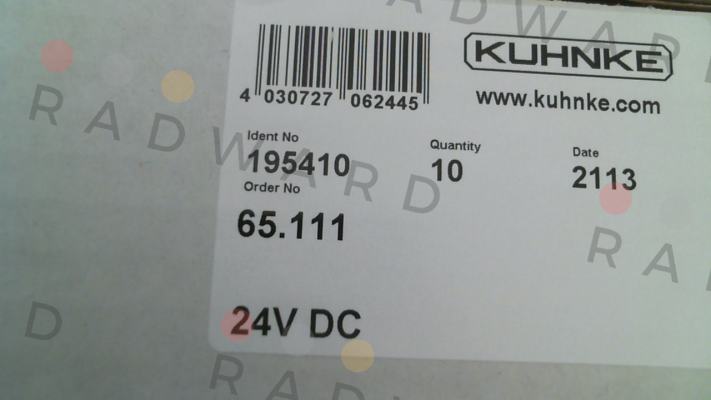 KUHNKE
4 030727 062445
www.kuhnke.com
Ident No
Quantity
Date
195410
10
2113
Order No
65.111
24V DC
RADWARD
RAD
RA
D
RADWARD